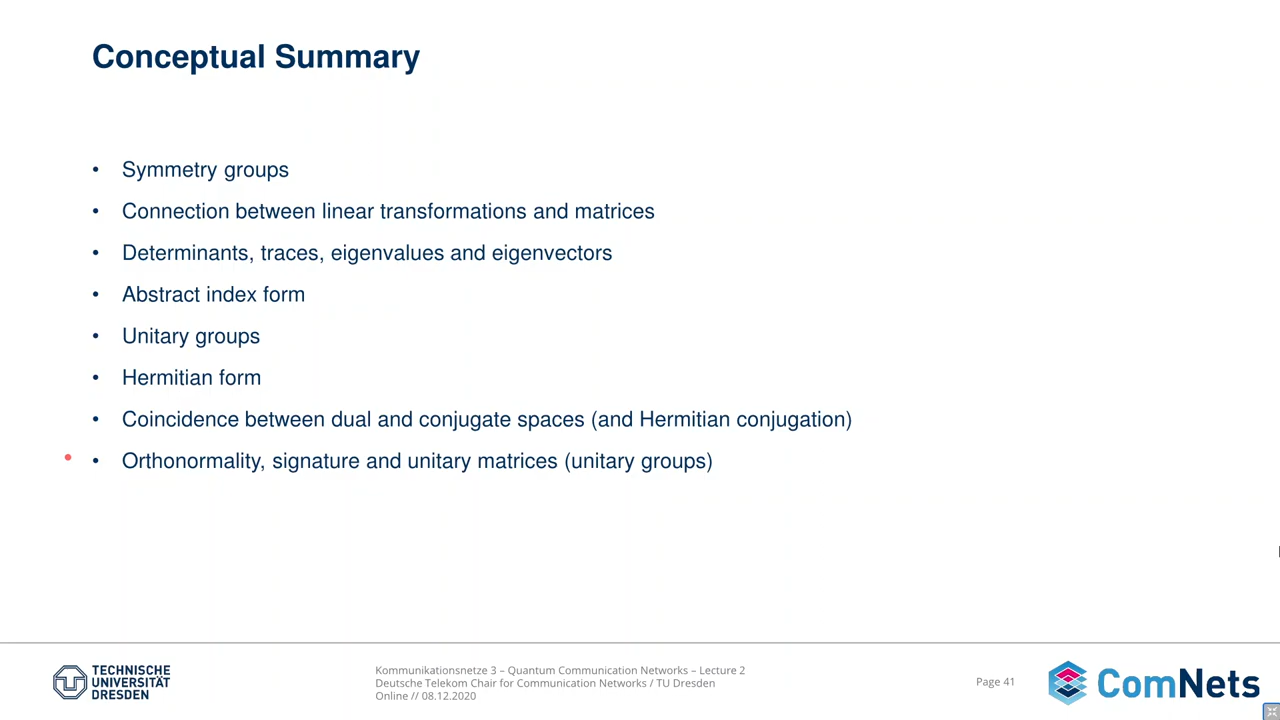 Conceptual Summary
• Symmetry groups
• Connection between linear transformations and matrices
• Determinants, traces, eigenvalues and eigenvectors
• Abstract index form
• Unitary groups
• Hermitian form
• Coincidence between dual and conjugate spaces (and Hermitian conjugation)
• Orthonormality, signature and unitary matrices (unitary groups)
TECHNISCHE
UNIVERSITÄT
DRESDEN
Kommunikationsnetze 3 – Quantum Communication Networks – Lecture 2
Deutsche Telekom Chair for Communication Networks / TU Dresden
Online // 08.12.2020
Page 41
ComNets